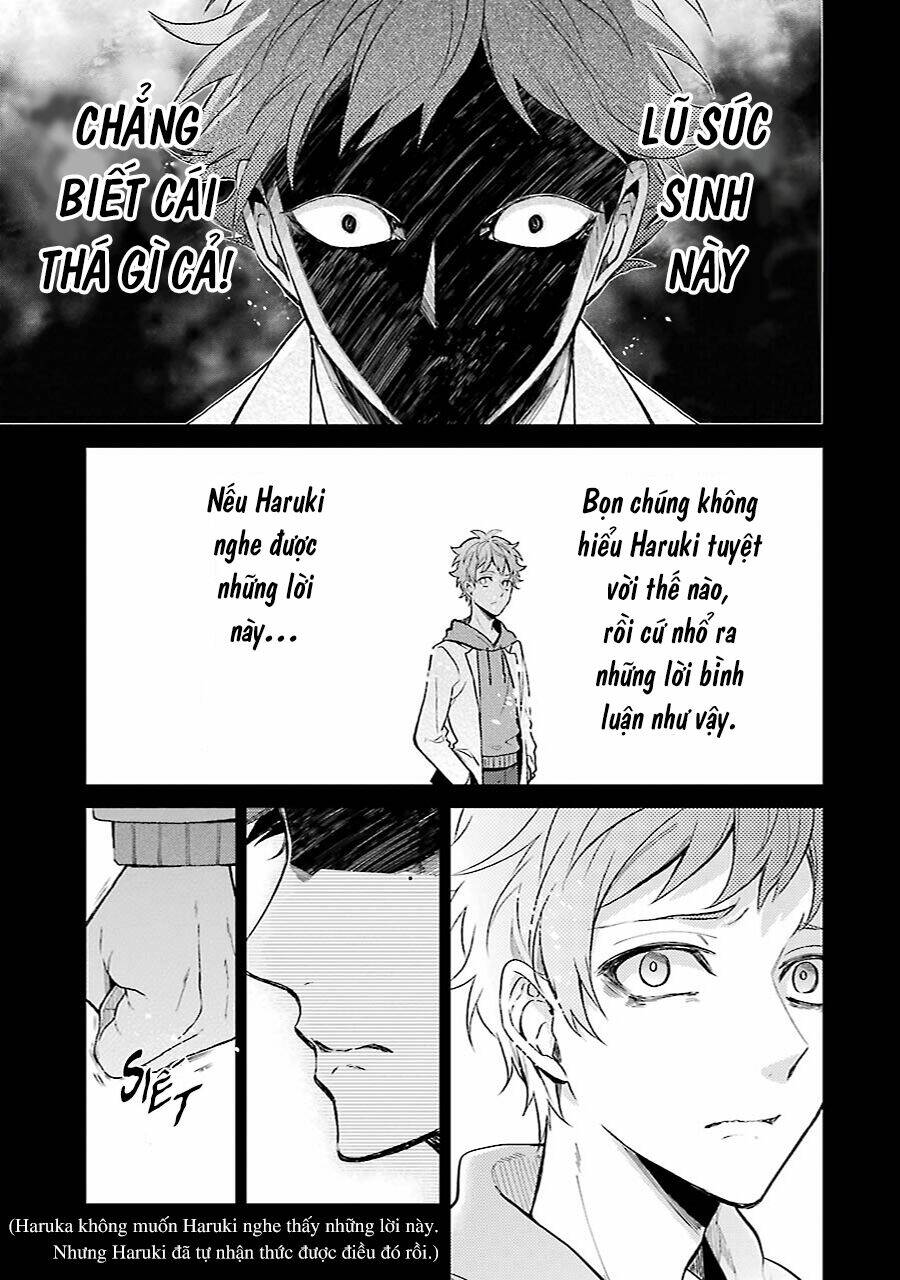 LŨ SÚC
SINH
NÀY
CHẲNG
BIẾT CÁI
THÁ GÌ CẢ!
Bọn chúng không
hiểu Haruki tuyệt
vời thế nào,
rồi cứ nhổ ra
những lời bình
luận như vậy.
Nếu Haruki
nghe được
những lời
này...
SIẾT
(Haruka không muốn Haruki nghe thấy những lời này.
Nhưng Haruki đã tự nhận thức được điều đó rồi.)